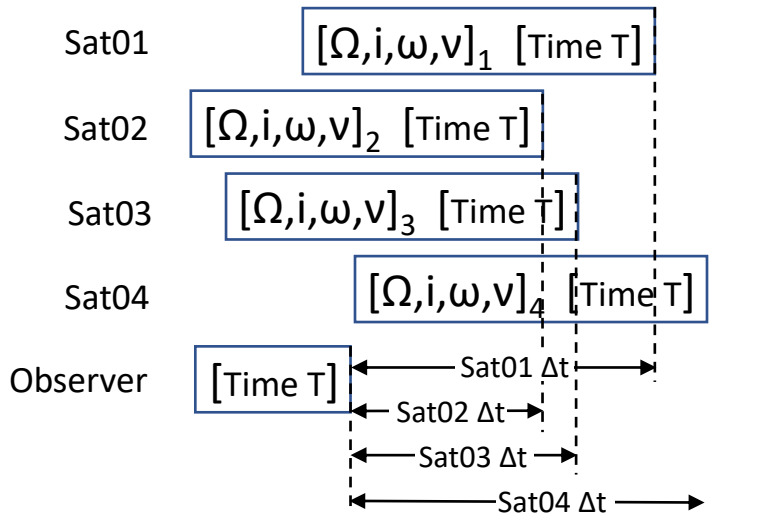 Sat01 [Ω,i,ω,ν]₁ [Time T]
Sat02 [Ω,i,ω,ν]₂ [Time T]
Sat03 [Ω,i,ω,ν]₃ [Time T]
Sat04 [Ω,i,ω,ν]₄ [Time T]
Observer [Time T] Sat01 Δt
Sat02 Δt
Sat03 Δt
Sat04 Δt